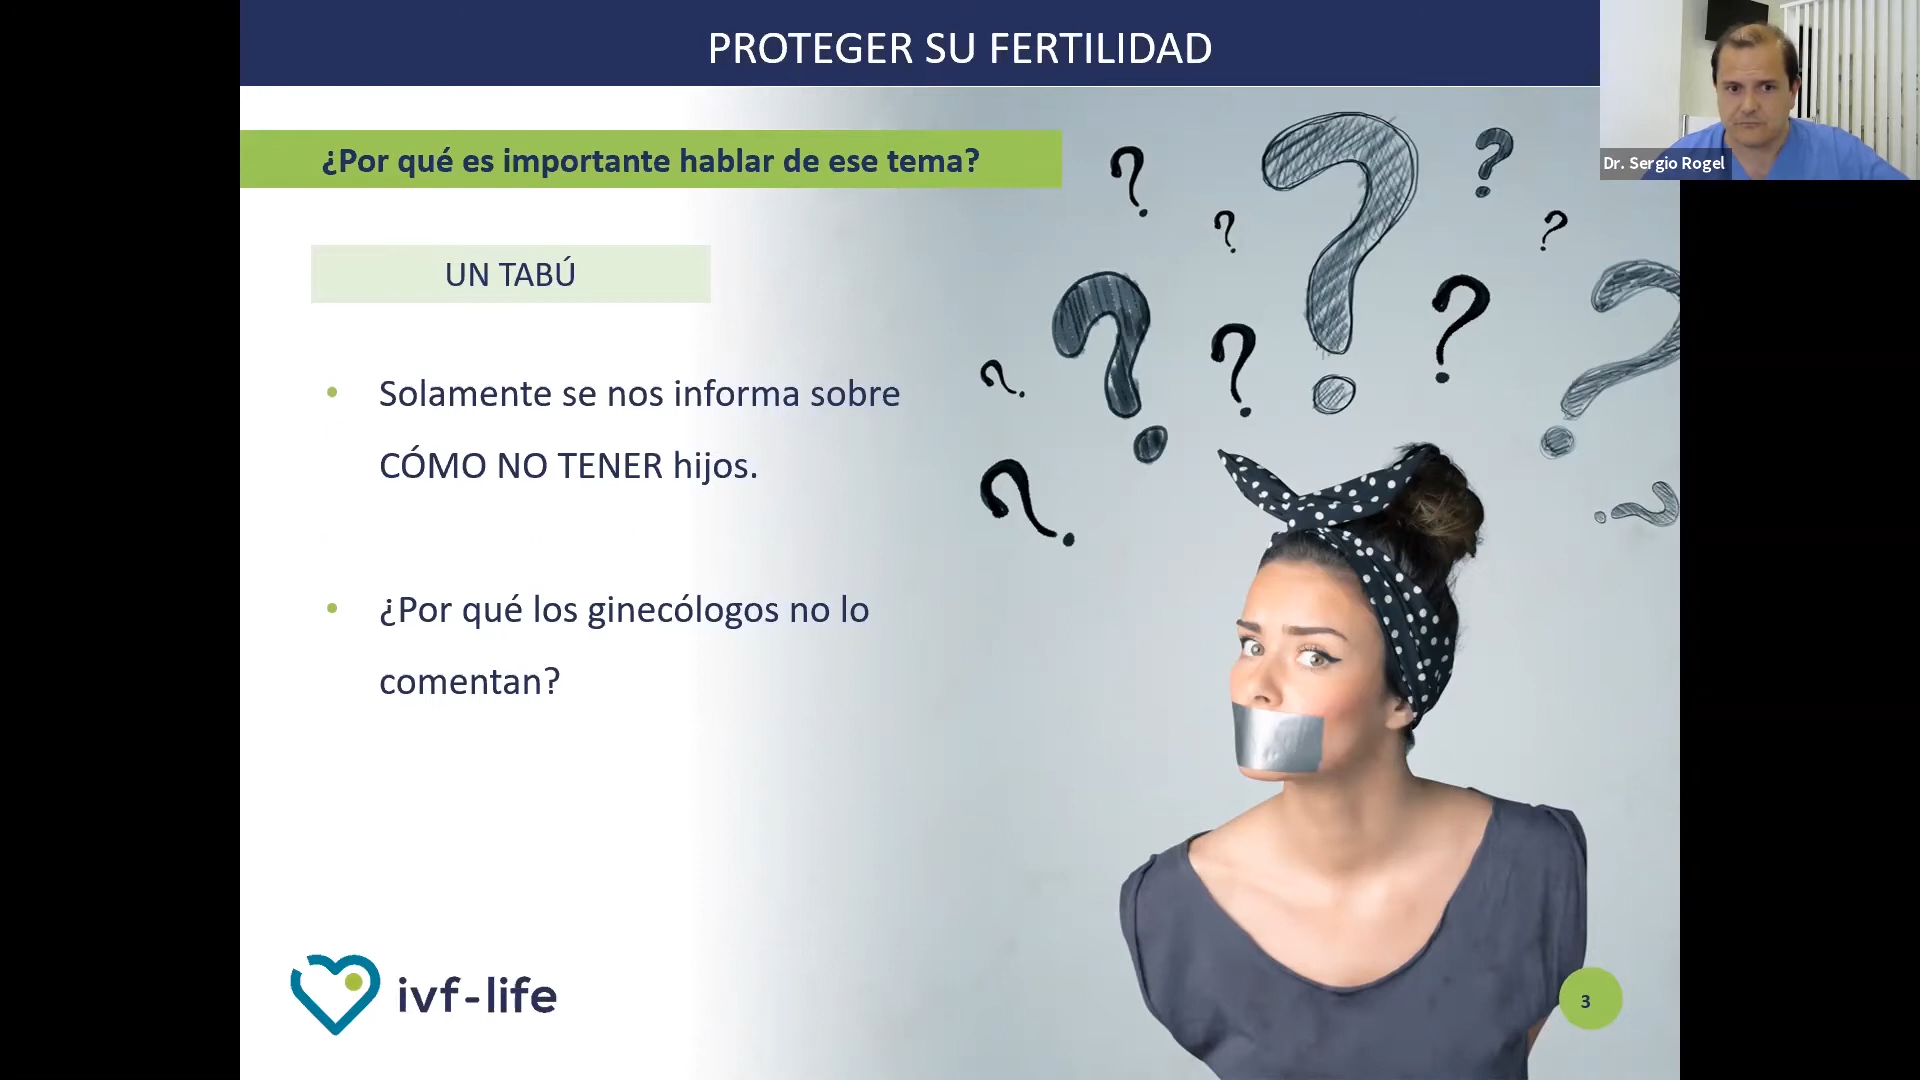 PROTEGER SU FERTILIDAD
¿Por qué es importante hablar de ese tema?
Dr. Sergio Rogel
UN TABÚ
• Solamente se nos informa sobre
CÓMO NO TENER hijos.
• ¿Por qué los ginecólogos no lo
comentan?
ivf-life
3